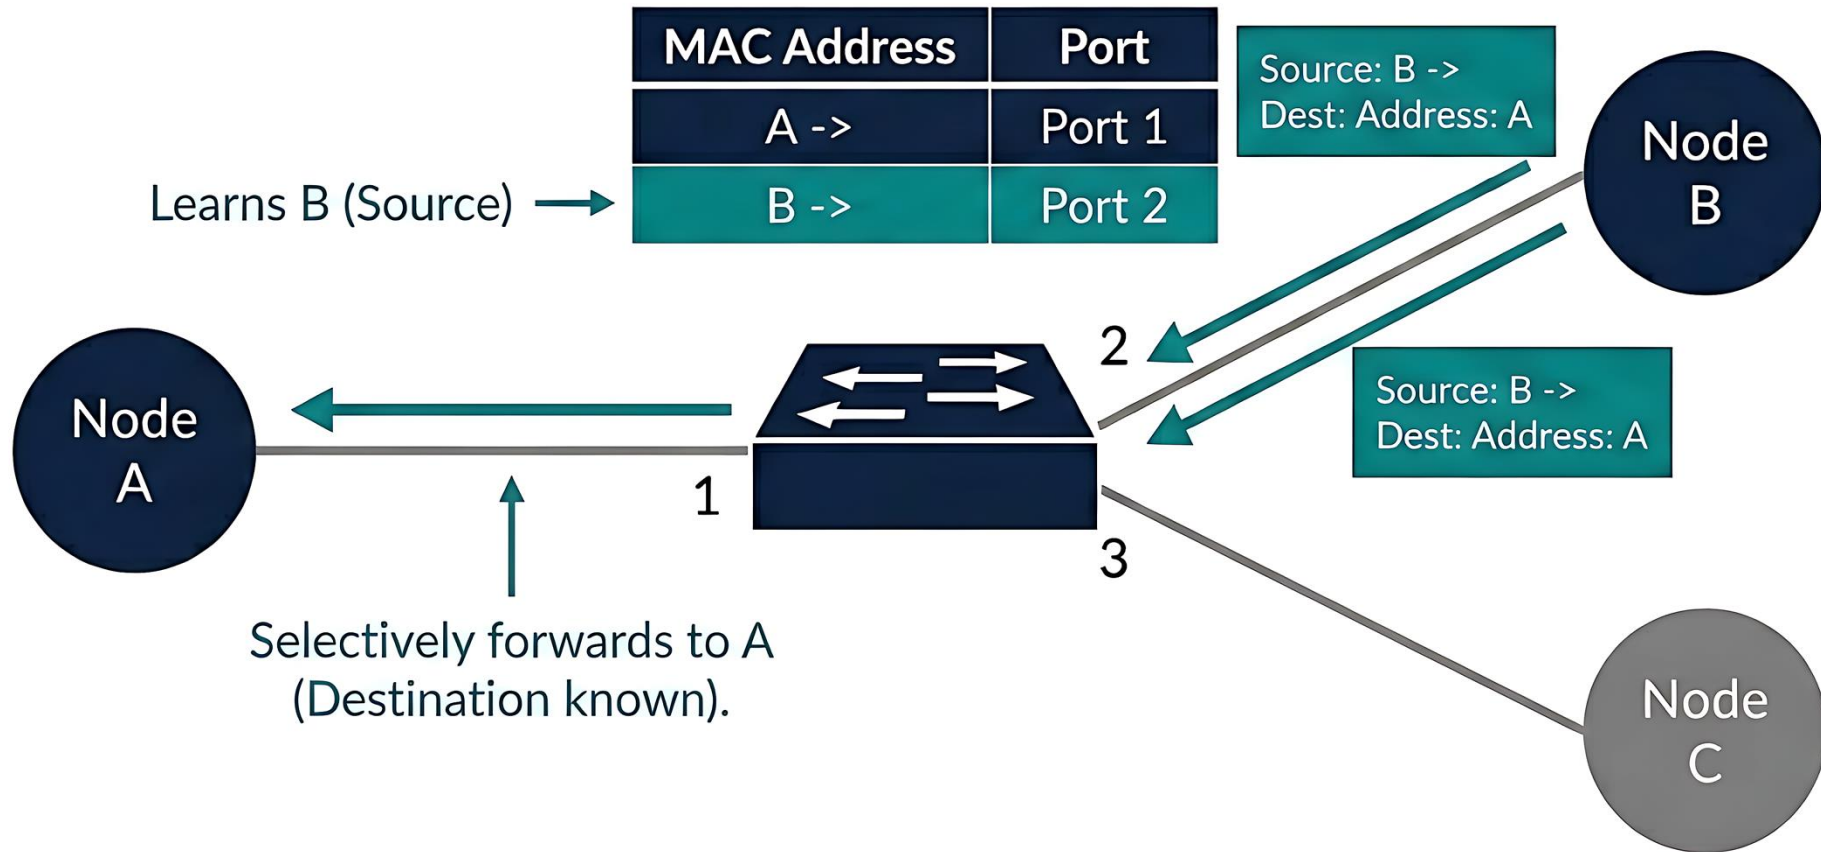 MAC Address Port
A -> Port 1
B -> Port 2
Learns B (Source)
Source: B ->
Dest: Address: A
Node
B
2
Source: B ->
Dest: Address: A
Node
A
1
3
Selectively forwards to A
(Destination known).
Node
C